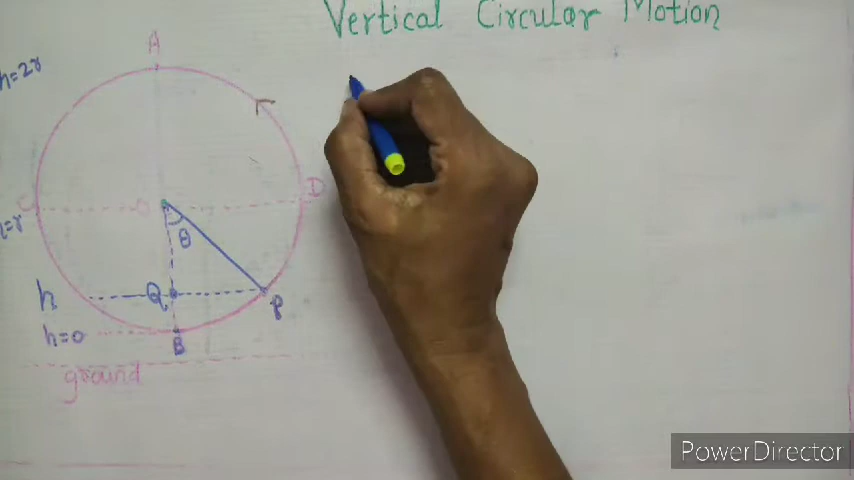 Vertical Circular Motion
A
h=2r
C
O
D
h=r
θ
h
Q
P
h=0
B
ground
PowerDirector